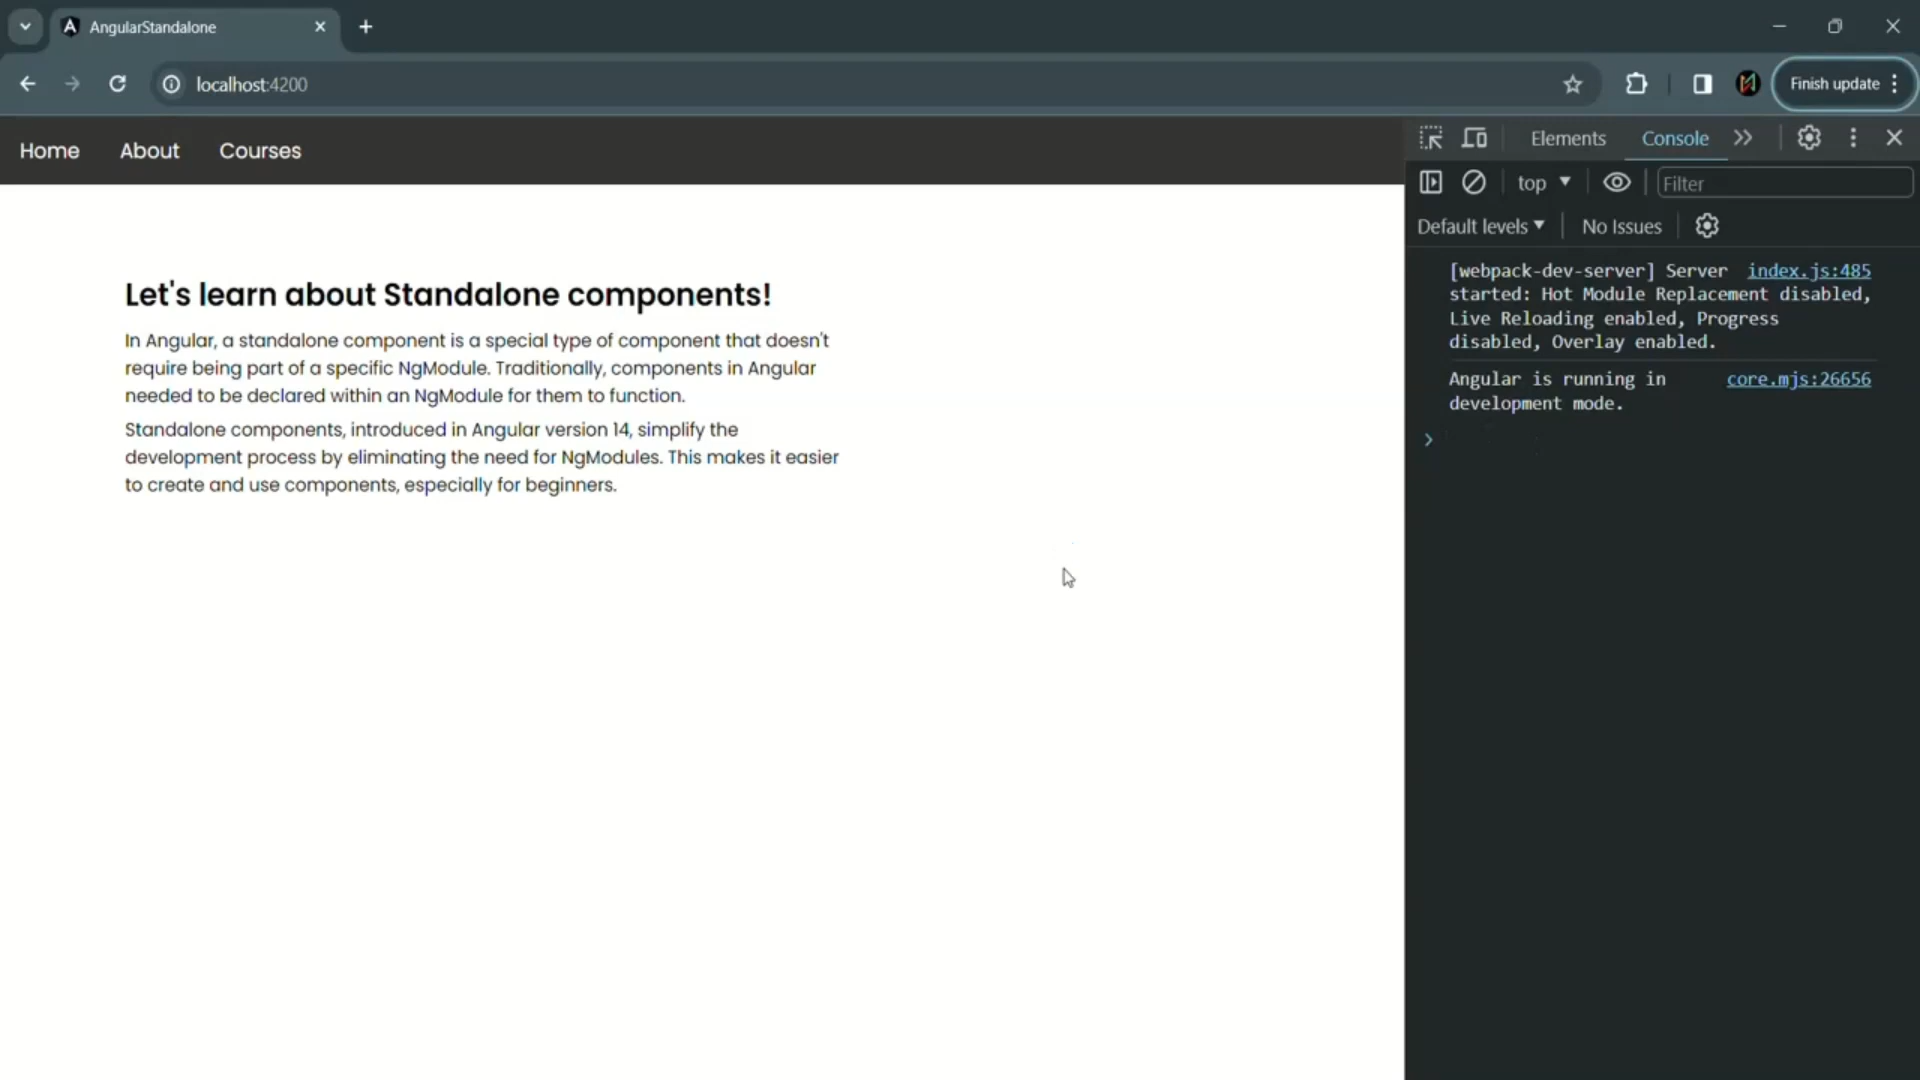 AngularStandalone
localhost:4200
Finish update
Home About Courses
Elements Console
top Filter
Default levels No Issues
Let's learn about Standalone components!
In Angular, a standalone component is a special type of component that doesn't
require being part of a specific NgModule. Traditionally, components in Angular
needed to be declared within an NgModule for them to function.
Standalone components, introduced in Angular version 14, simplify the
development process by eliminating the need for NgModules. This makes it easier
to create and use components, especially for beginners.
[webpack-dev-server] Server index.js:485
started: Hot Module Replacement disabled,
Live Reloading enabled, Progress
disabled, Overlay enabled.
Angular is running in core.mjs:26656
development mode.